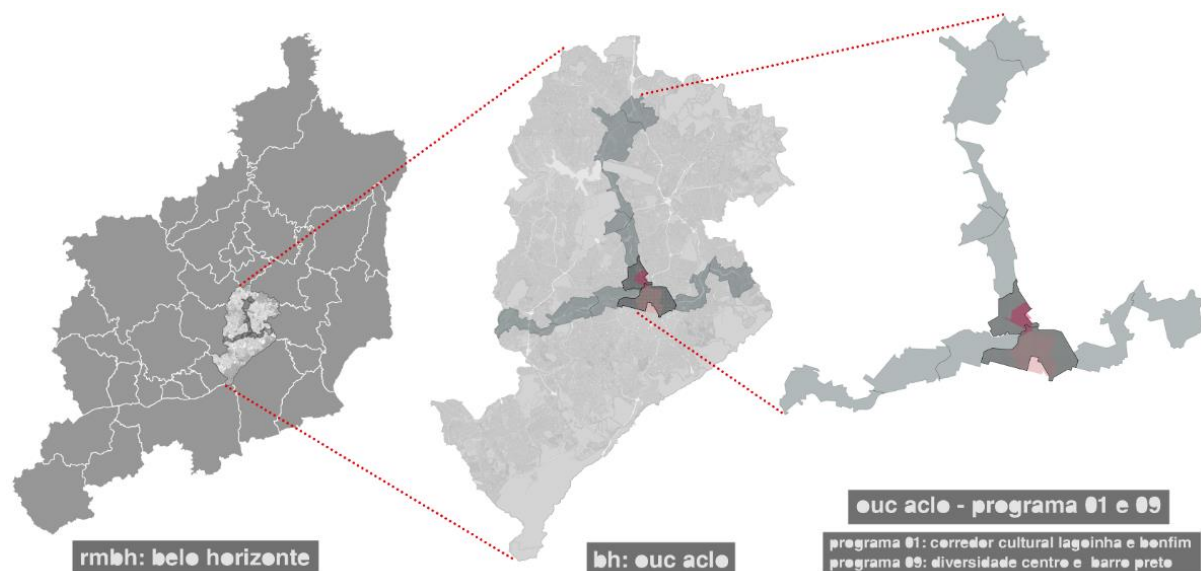 rmbh: belo horizonte
bh: ouc aclo
ouc aclo - programa 01 e 09
programa 01: corredor cultural lagoinha e bonfim
programa 09: diversidade centro e barro preto